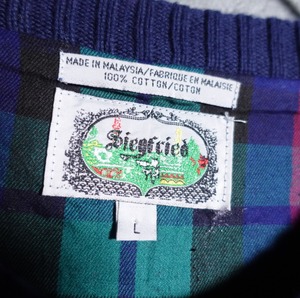 MADE IN MALAYSIA/FABRIQUE EN MALAISIE
100% COTTON/COTON
Siegfried
L